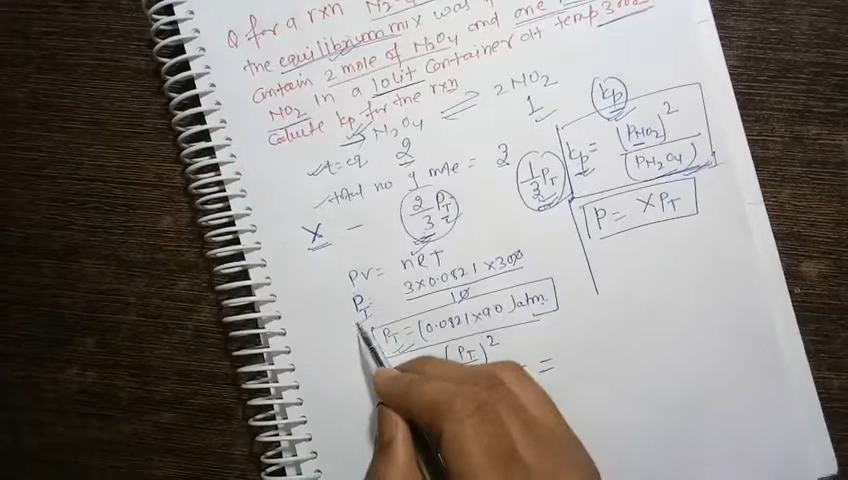 Q for a rxn N2O4
the equilibrium mix was
Contain 2 mole of N2O4 and one
NO2 in a 10 Lit Container at temp 300
Calculate kp for the rxn
N2O4 ⇌ 2NO2
t=eq 2 1
total no y mole = 3
X - 2/3 PT 1/3 PT
kp
kp = (PNO2)^2 / (PN2O4)
P = XPT
PV = nRT
PT = 3×0.0821×300 / 10
PT = (0.0821×90) atm
(PT)^2 =